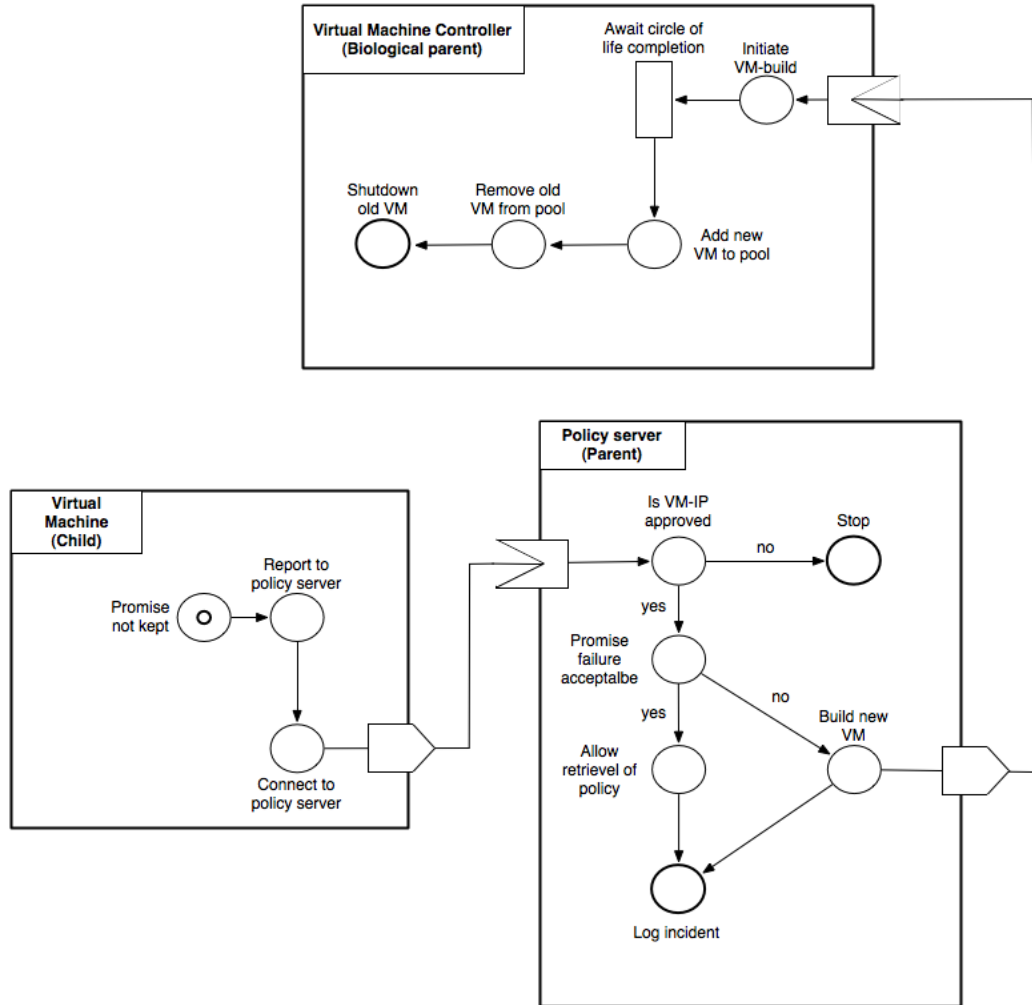 Virtual Machine Controller
(Biological parent)
Await circle of
life completion
Initiate
VM-build
Shutdown
old VM
Remove old
VM from pool
Add new
VM to pool
Policy server
(Parent)
Virtual
Machine
(Child)
Is VM-IP
approved
Stop
no
Report to
policy server
Promise
not kept
yes
Promise
failure
acceptalbe
no
yes
Build new
VM
Allow
retrievel of
policy
Connect to
policy server
Log incident